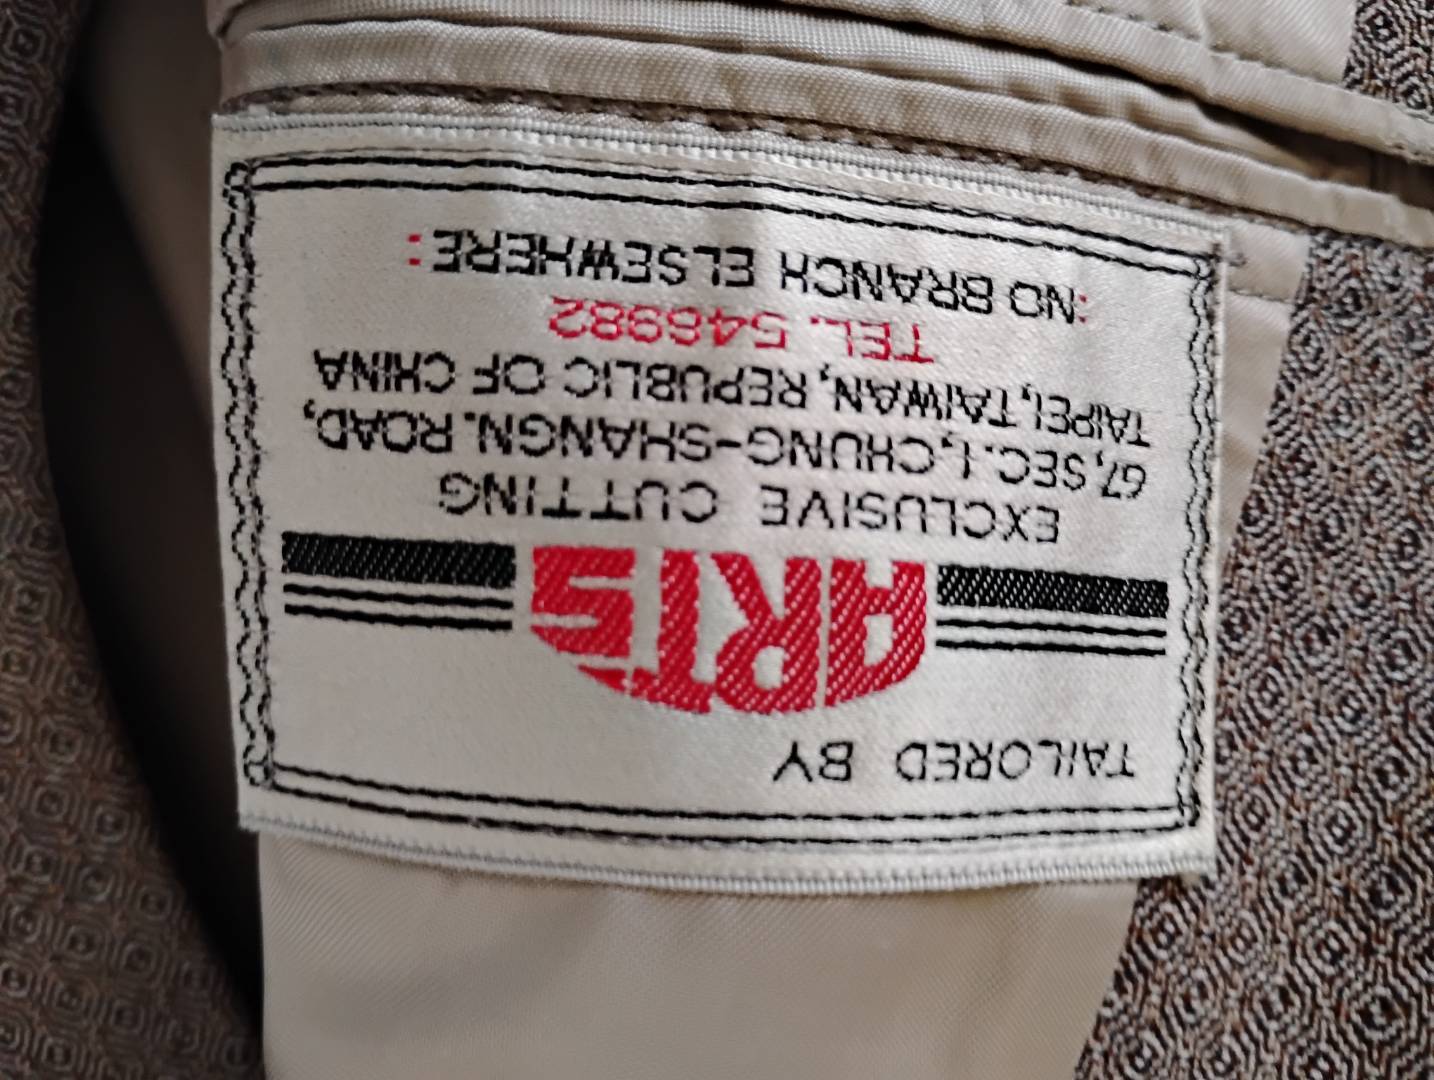 TAILORED BY
ARTS
EXCLUSIVE CUTTING
67, SEC. 1, CHUNG-SHANGN. ROAD,
TAIPEI, TAIWAN, REPUBLIC OF CHINA
TEL. 546982
:NO BRANCH ELSEWHERE: